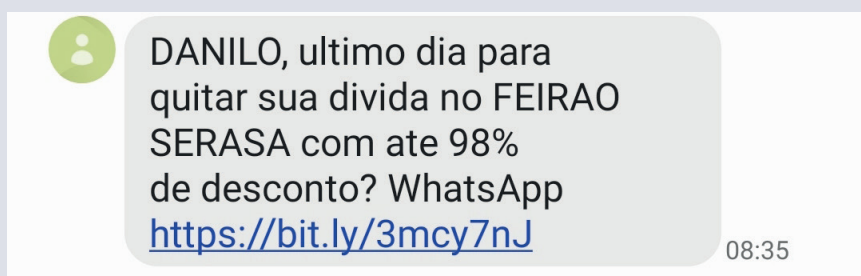 DANILO, ultimo dia para
quitar sua divida no FEIRAO
SERASA com ate 98%
de desconto? WhatsApp
https://bit.ly/3mcy7nJ
08:35